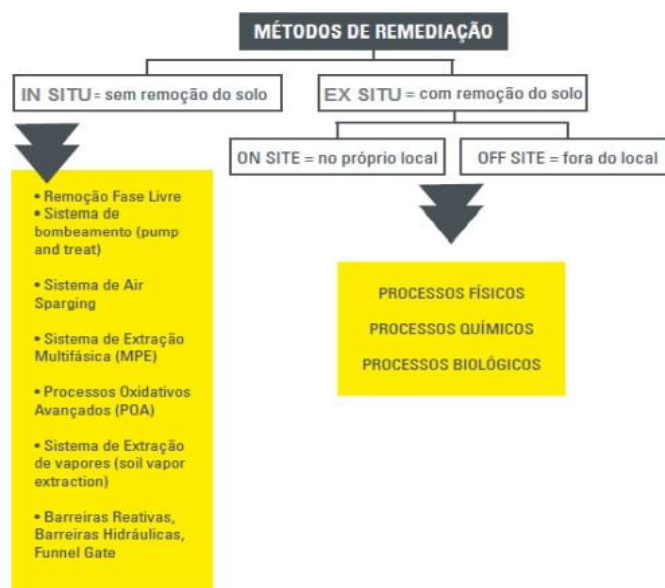 MÉTODOS DE REMEDIAÇÃO
IN SITU = sem remoção do solo
EX SITU = com remoção do solo
ON SITE = no próprio local
OFF SITE = fora do local
• Remoção Fase Livre
• Sistema de
bombeamento (pump
and treat)
• Sistema de Air
Sparging
• Sistema de Extração
Multifásica (MPE)
• Processos Oxidativos
Avançados (POA)
• Sistema de Extração
de vapores (soil vapor
extraction)
• Barreiras Reativas,
Barreiras Hidráulicas,
Funnel Gate
PROCESSOS FÍSICOS
PROCESSOS QUÍMICOS
PROCESSOS BIOLÓGICOS